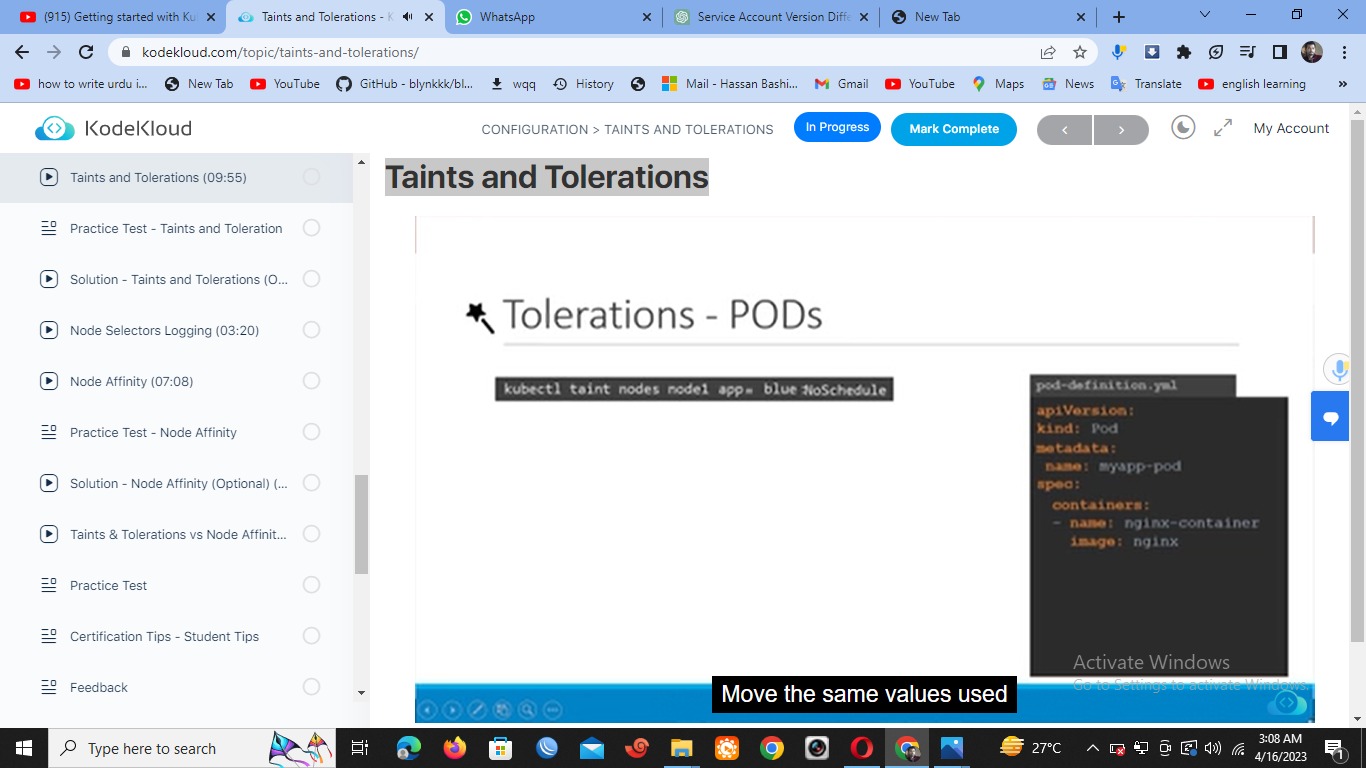 (915) Getting started with Ku
Taints and Tolerations - K
WhatsApp
Service Account Version Diffe
New Tab
kodekloud.com/topic/taints-and-tolerations/
how to write urdu i...
New Tab
YouTube
GitHub - blynkkk/bl...
wqq
History
Mail - Hassan Bashi...
Gmail
YouTube
Maps
News
Translate
english learning
»
KodeKloud
CONFIGURATION > TAINTS AND TOLERATIONS
In Progress
Mark Complete
My Account
Taints and Tolerations (09:55)
Practice Test - Taints and Toleration
Solution - Taints and Tolerations (O...
Node Selectors Logging (03:20)
Node Affinity (07:08)
Practice Test - Node Affinity
Solution - Node Affinity (Optional) (...
Taints & Tolerations vs Node Affinit...
Practice Test
Certification Tips - Student Tips
Feedback
Taints and Tolerations
Tolerations - PODs
kubectl taint nodes node1 app= blue:NoSchedule
pod-definition.yml
apiVersion:
kind: Pod
metadata:
name: myapp-pod
spec:
containers:
- name: nginx-container
image: nginx
Activate Windows
Go to Settings to activate Windows.
Move the same values used
Type here to search
27°C
3:08 AM
4/16/2023
1